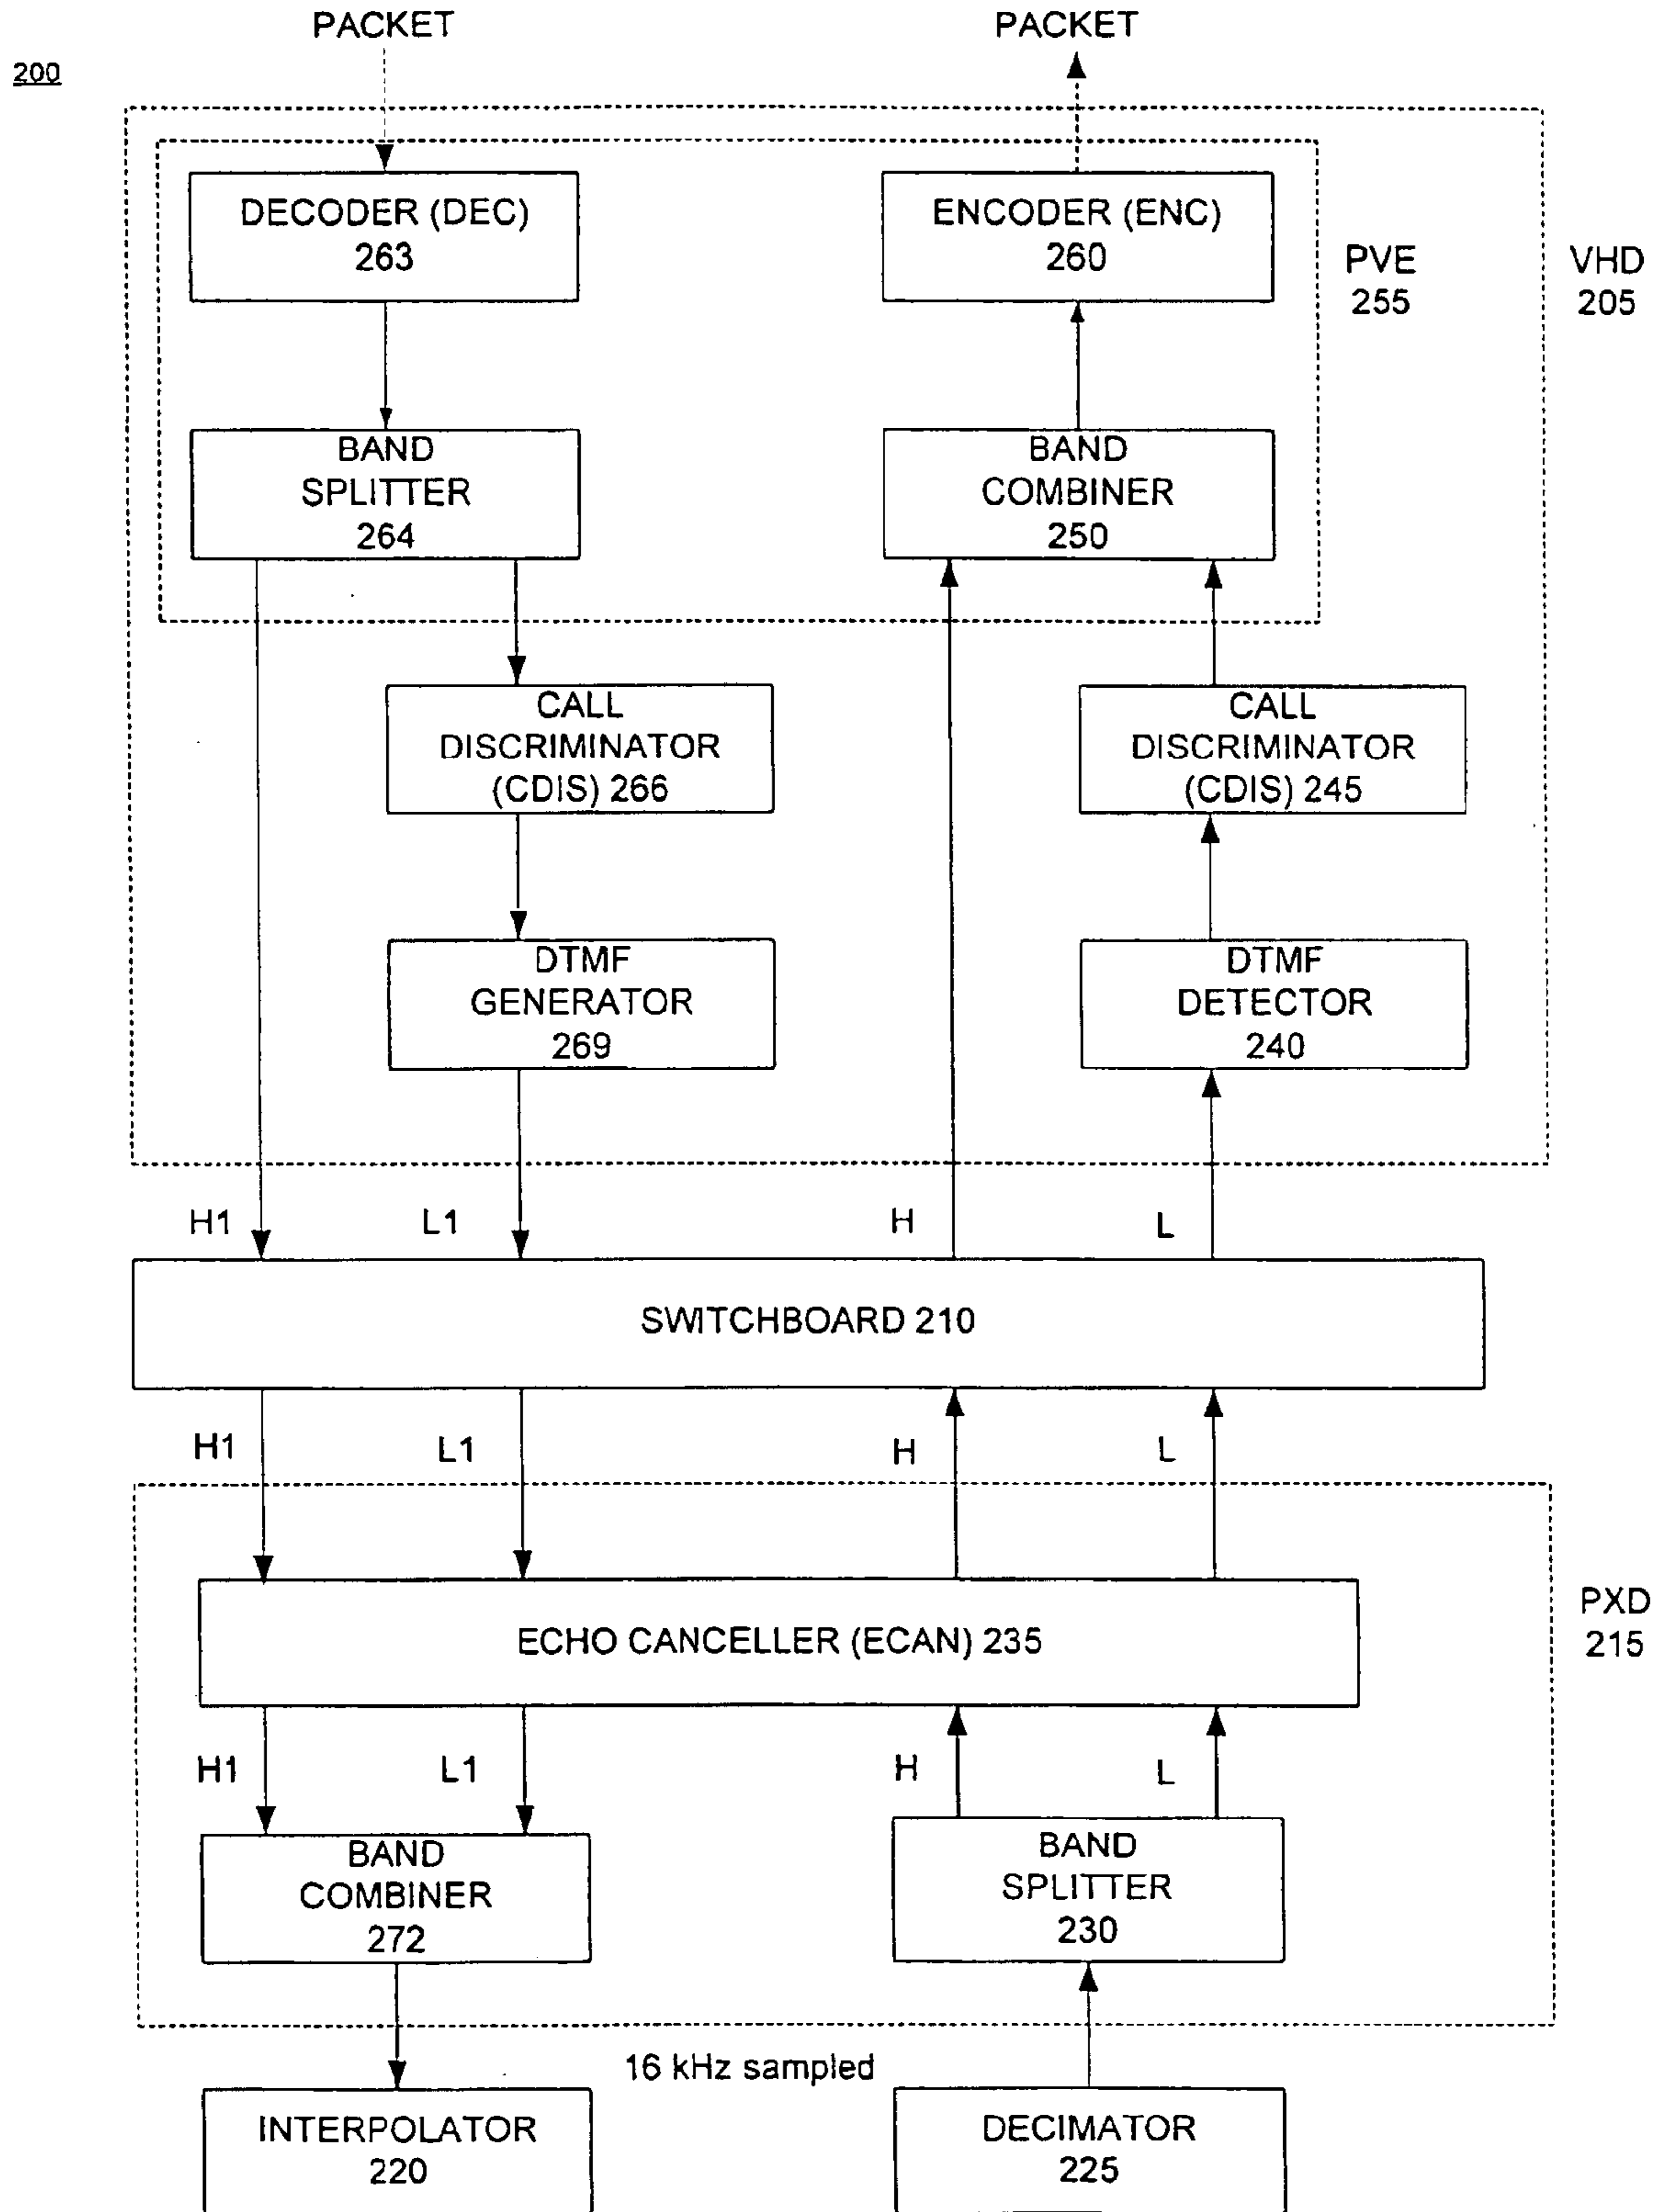 PACKET
PACKET
200
DECODER (DEC)
263
ENCODER (ENC)
260
PVE
255
VHD
205
BAND
SPLITTER
264
BAND
COMBINER
250
CALL
DISCRIMINATOR
(CDIS) 266
CALL
DISCRIMINATOR
(CDIS) 245
DTMF
GENERATOR
269
DTMF
DETECTOR
240
H1
L1
H
L
SWITCHBOARD 210
H1
L1
H
L
ECHO CANCELLER (ECAN) 235
PXD
215
H1
L1
H
L
BAND
COMBINER
272
BAND
SPLITTER
230
16 kHz sampled
INTERPOLATOR
220
DECIMATOR
225